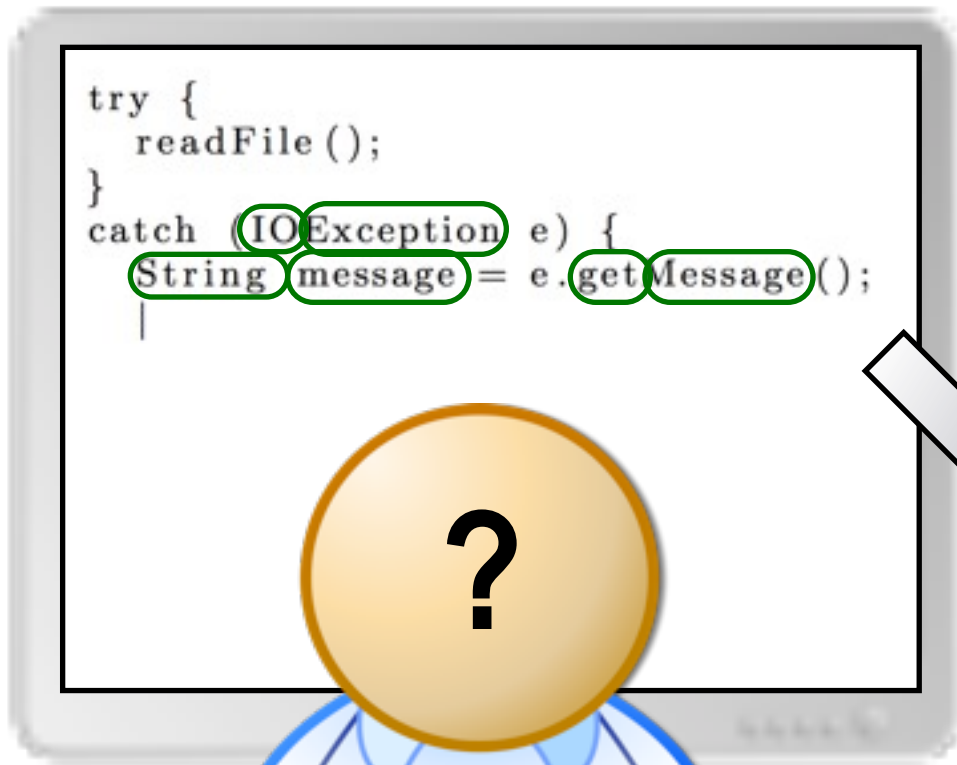 try {
  readFile();
}
catch (IOException e) {
  String message = e.getMessage();
  |
?